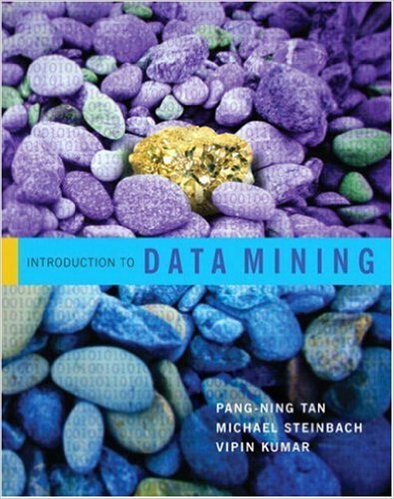 INTRODUCTION TO DATA MINING
PANG-NING TAN
MICHAEL STEINBACH
VIPIN KUMAR